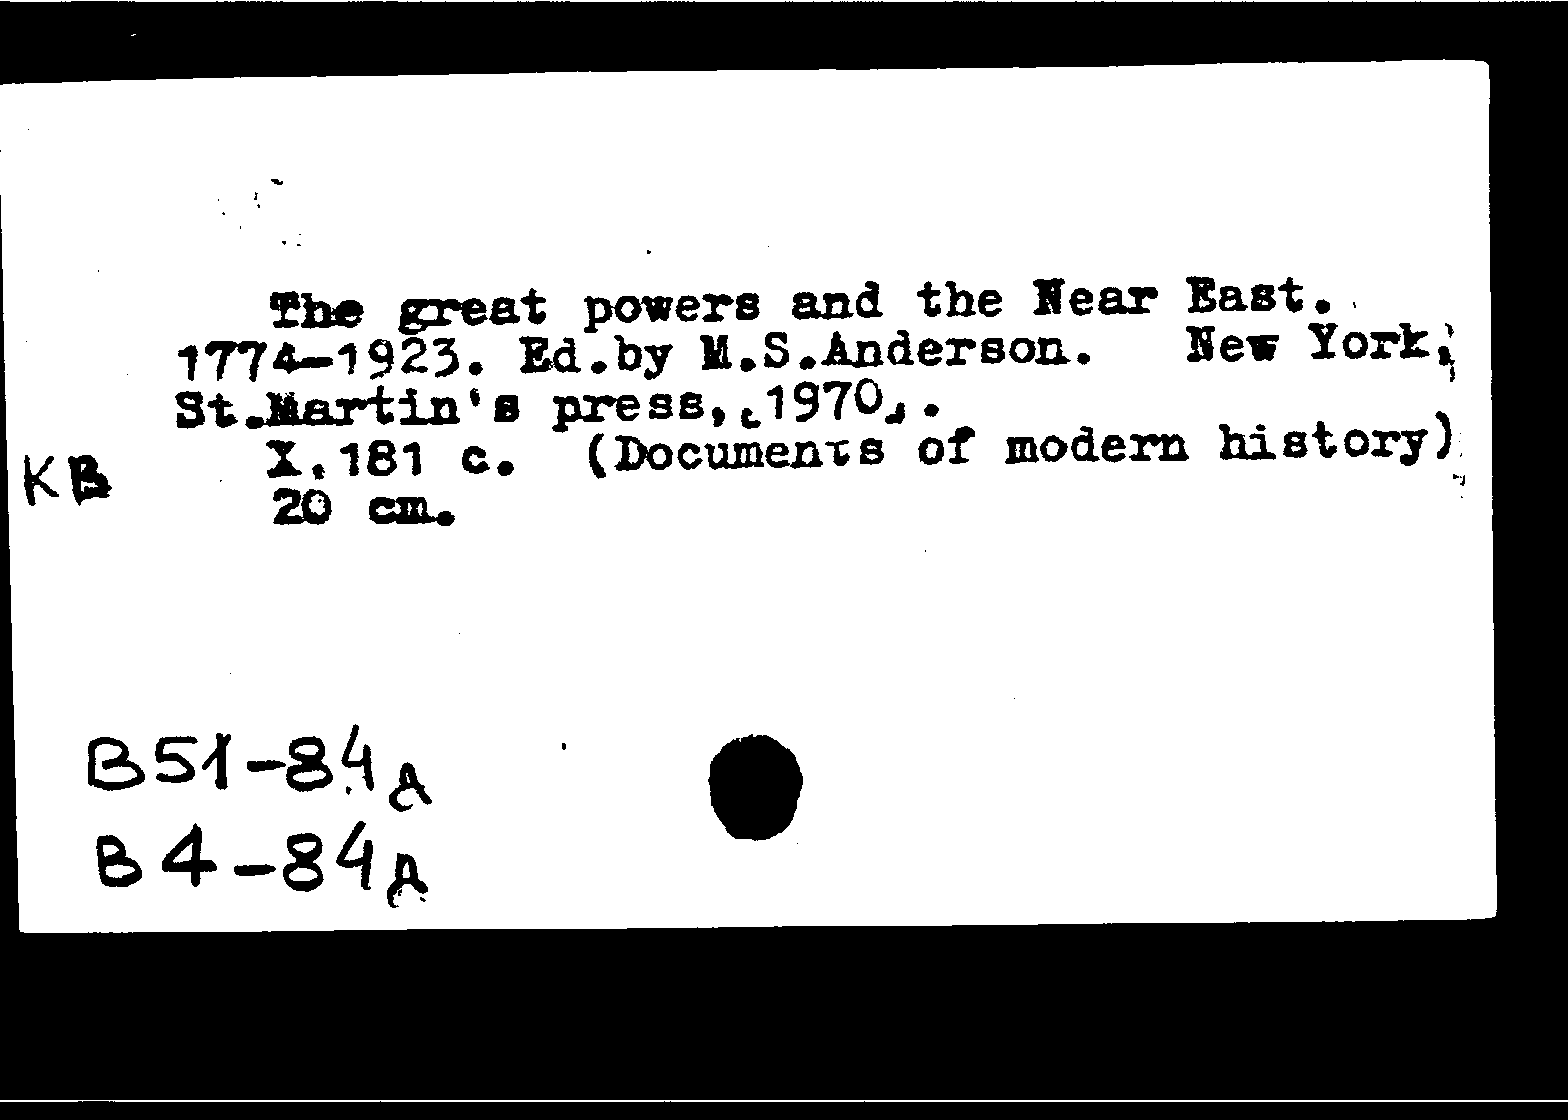 The great powers and the Near East.
1774-1923. Ed.by M.S.Anderson. New York,
St.Martin's press, [1970].
KB X,181 c. (Documents of modern history)
20 cm.
B51-84A
B4-84A